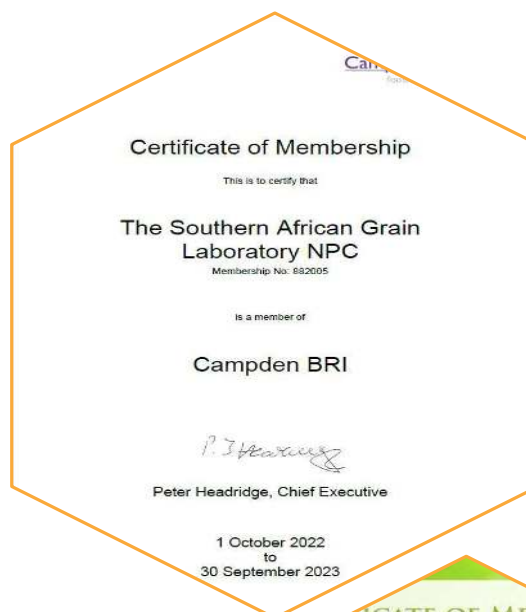 Certificate of Membership
This is to certify that
The Southern African Grain
Laboratory NPC
Membership No: 882005
is a member of
Campden BRI
Peter Headridge, Chief Executive
1 October 2022
to
30 September 2023